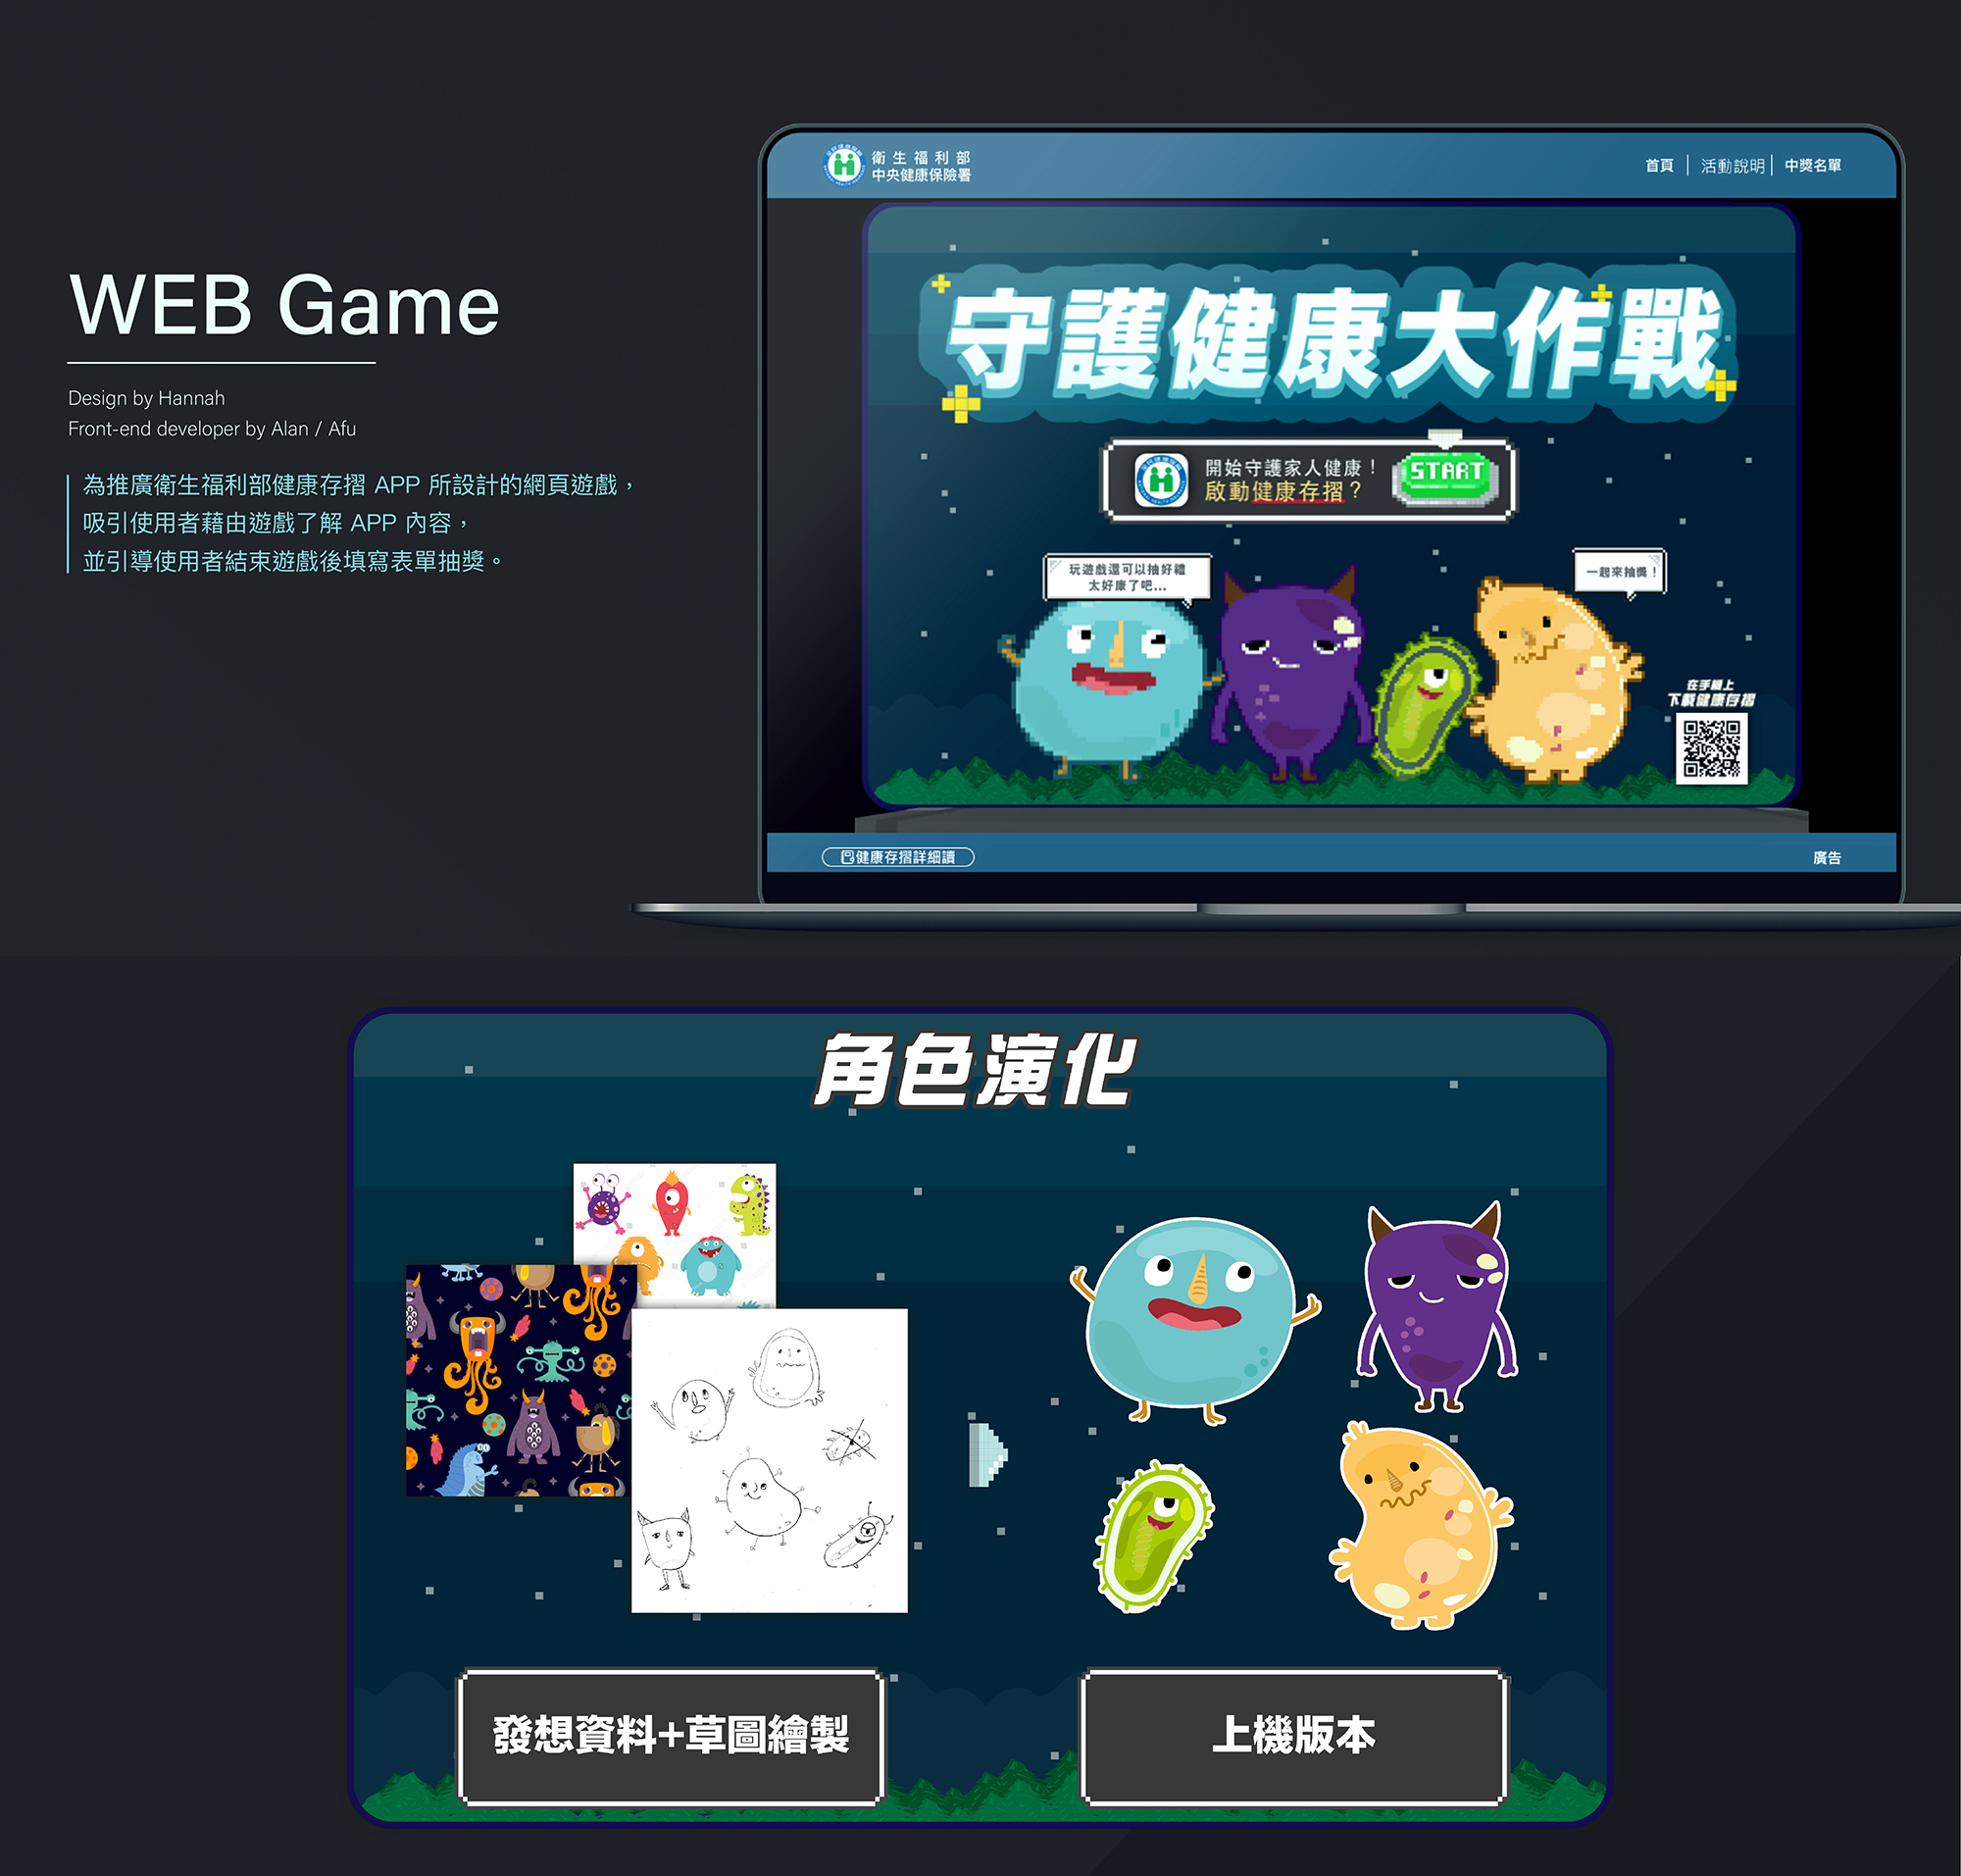 WEB Game
Design by Hannah
Front-end developer by Alan / Afu
為推廣衛生福利部健康存摺 APP 所設計的網頁遊戲，
吸引使用者藉由遊戲了解 APP 內容，
並引導使用者結束遊戲後填寫表單抽獎。
衛生福利部
中央健康保險署
首頁 | 活動說明 | 中獎名單
守護健康大作戰
開始守護家人健康！
啟動健康存摺？
START
玩遊戲還可以抽好禮
太好康了吧...
一起來抽獎！
在手機上
下載健康存摺
健康存摺詳細讀
廣告
角色演化
發想資料+草圖繪製
上機版本